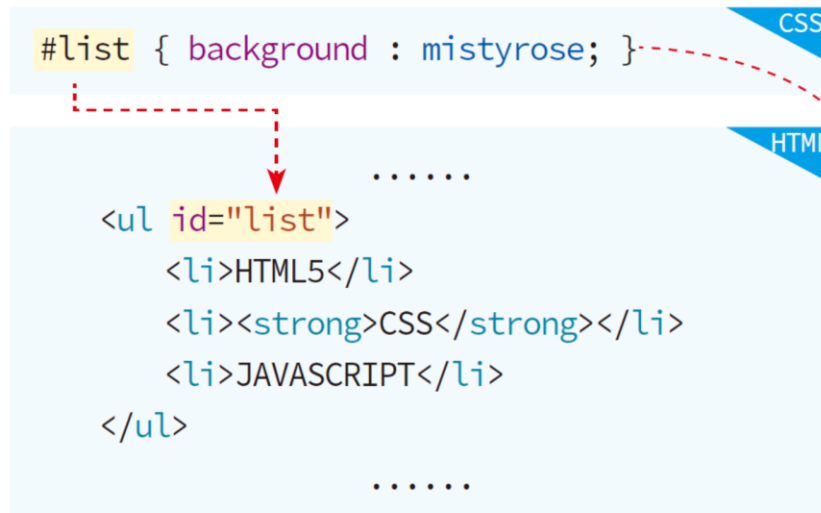 CSS
#list { background : mistyrose; }
HTML
......
<ul id="list">
<li>HTML5</li>
<li><strong>CSS</strong></li>
<li>JAVASCRIPT</li>
</ul>
......